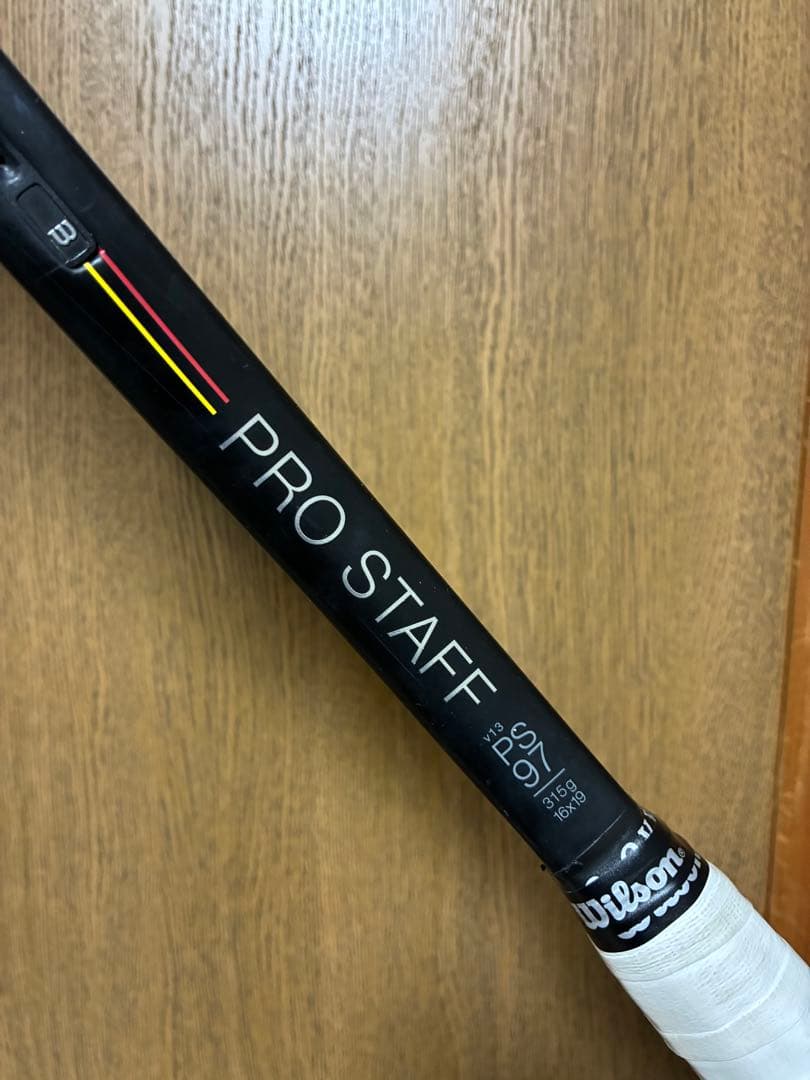 W
PRO STAFF
v13
PS
97
315g
16x19
Wilson